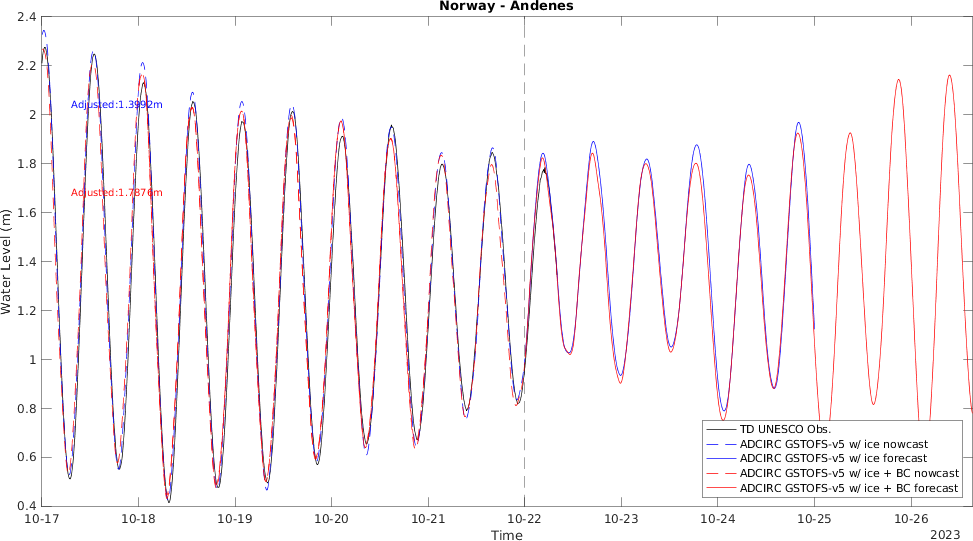 Norway - Andenes
2.4
2.2
2
1.8
1.6
1.4
1.2
1
0.8
0.6
0.4
Water Level (m)
Adjusted:1.3992m
Adjusted:1.7876m
TD UNESCO Obs.
ADCIRC GSTOFS-v5 w/ ice nowcast
ADCIRC GSTOFS-v5 w/ ice forecast
ADCIRC GSTOFS-v5 w/ ice + BC nowcast
ADCIRC GSTOFS-v5 w/ ice + BC forecast
10-17 10-18 10-19 10-20 10-21 10-22 10-23 10-24 10-25 10-26
Time
2023